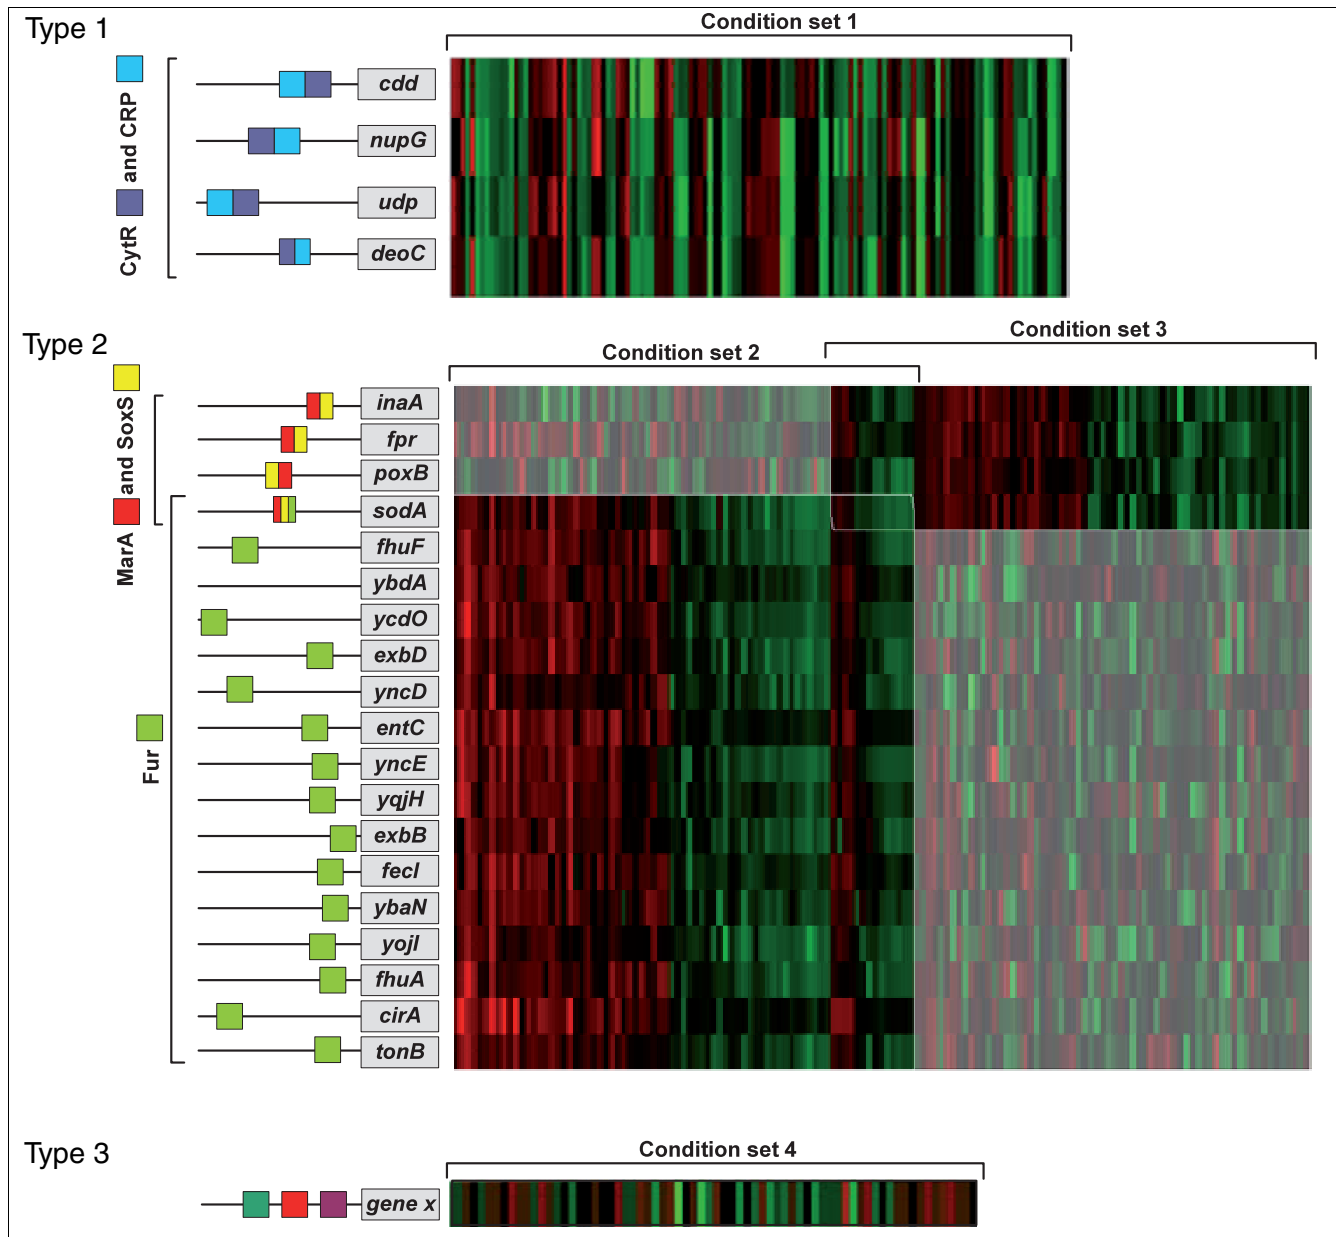 Type 1
Condition set 1
CytR and CRP
cdd
nupG
udp
deoC
Type 2
Condition set 2
Condition set 3
MarA and SoxS
Fur
inaA
fpr
poxB
sodA
fhuF
ybdA
ycdO
exbD
yncD
entC
yncE
yqjH
exbB
fecI
ybaN
yojI
fhuA
cirA
tonB
Type 3
Condition set 4
gene x